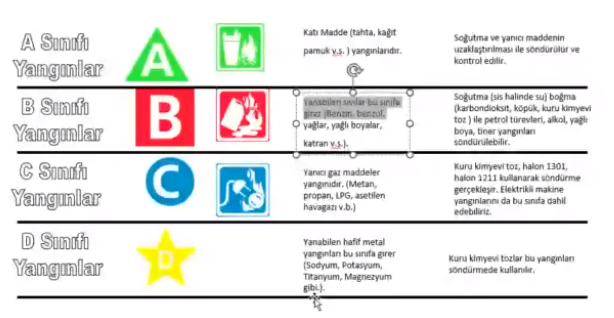 A Sınıfı
Yangınlar
A
Katı Madde (tahta, kağıt
pamuk v.s. ) yangınlarıdır.
Soğutma ve yanıcı maddenin
uzaklaştırılması ile söndürülür ve
kontrol edilir.
B Sınıfı
Yangınlar
B
Yanabilen sıvılar bu sınıfa
girer (Benzin, benzol,
yağlar, yağlı boyalar,
katran v.s.).
Soğutma (sis halinde su) boğma
(karbondioksit, köpük, kuru kimyevi
toz ) ile petrol türevleri, alkol, yağlı
boya, tiner yangınları
söndürülebilir.
C Sınıfı
Yangınlar
C
Yanıcı gaz maddeler
yangınıdır. (Metan,
propan, LPG, asetilen
havagazı v.b.)
Kuru kimyevi toz, halon 1301,
halon 1211 kullanarak söndürme
gerçekleşir. Elektrikli makine
yangınlarını da bu sınıfa dahil
edebiliriz.
D Sınıfı
Yangınlar
D
Yanabilen hafif metal
yangınları bu sınıfa girer
(Sodyum, Potasyum,
Titanyum, Magnezyum
gibi.).
Kuru kimyevi tozlar bu yangınları
söndürmede kullanılır.